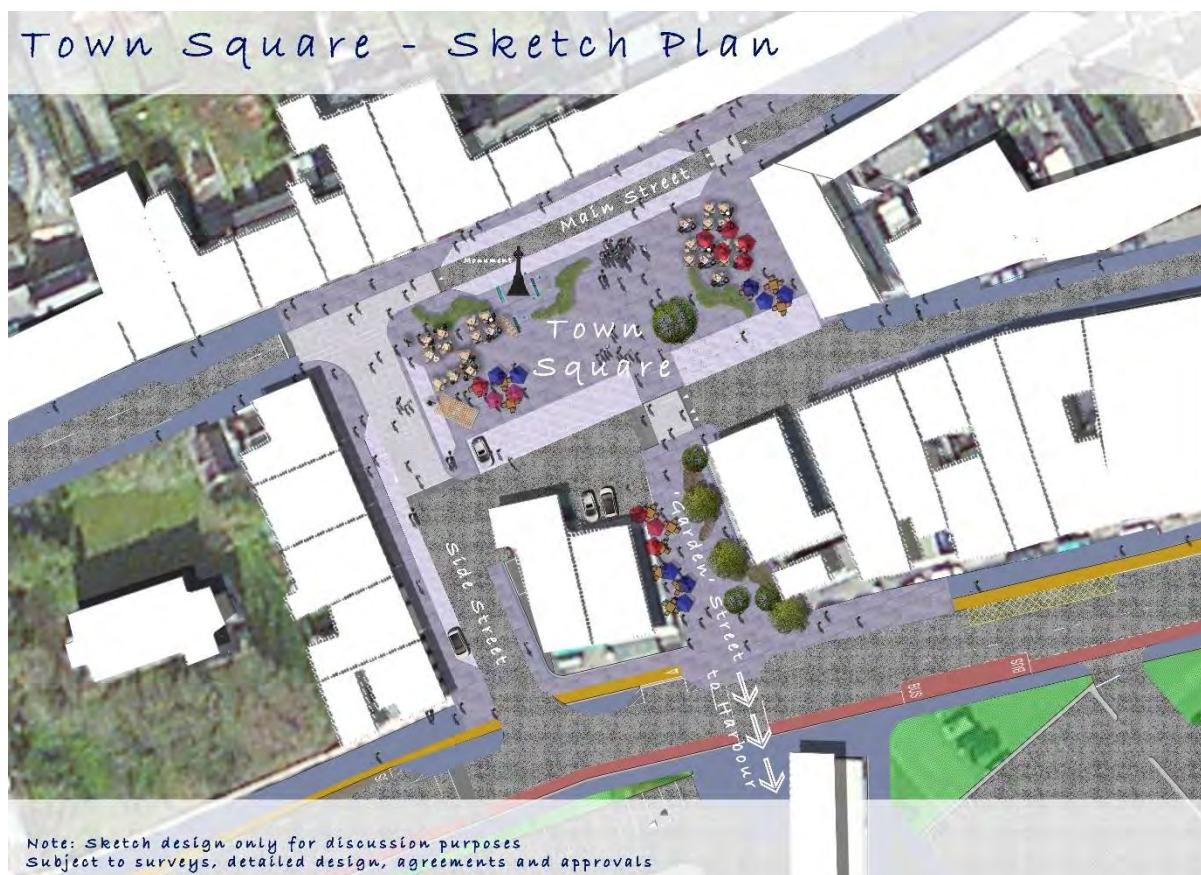 Town Square - Sketch Plan
Main Street
Monument
Town
Square
'Garden' Street to Harbour
Side Street
BUS
BUS
Note: Sketch design only for discussion purposes
Subject to surveys, detailed design, agreements and approvals